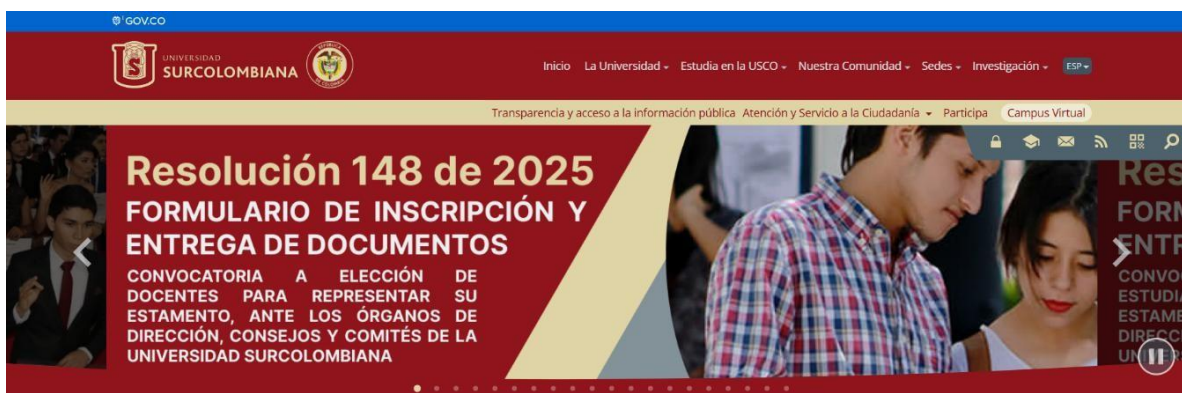 GOV.CO
UNIVERSIDAD
SURCOLOMBIANA
Inicio La Universidad Estudia en la USCO Nuestra Comunidad Sedes Investigación ESP
Transparencia y acceso a la información pública Atención y Servicio a la Ciudadanía Participa Campus Virtual
Resolución 148 de 2025
FORMULARIO DE INSCRIPCIÓN Y
ENTREGA DE DOCUMENTOS
CONVOCATORIA A ELECCIÓN DE
DOCENTES PARA REPRESENTAR SU
ESTAMENTO, ANTE LOS ÓRGANOS DE
DIRECCIÓN, CONSEJOS Y COMITÉS DE LA
UNIVERSIDAD SURCOLOMBIANA
Res
FORM
ENTR
CONVO
ESTUDI
ESTAME